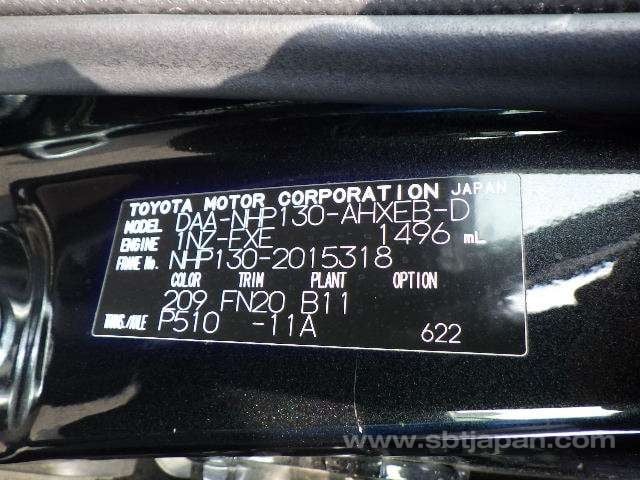 TOYOTA MOTOR CORPORATION JAPAN
MODEL DAA-NHP130-AHXEB-D
ENGINE 1NZ-EXE 1496 mL
FRAME No. NHP130-2015318
COLOR TRIM PLANT OPTION
209 FN20 B11
TRANS./AXLE P510 -11A
622
www.sbtjapan.com